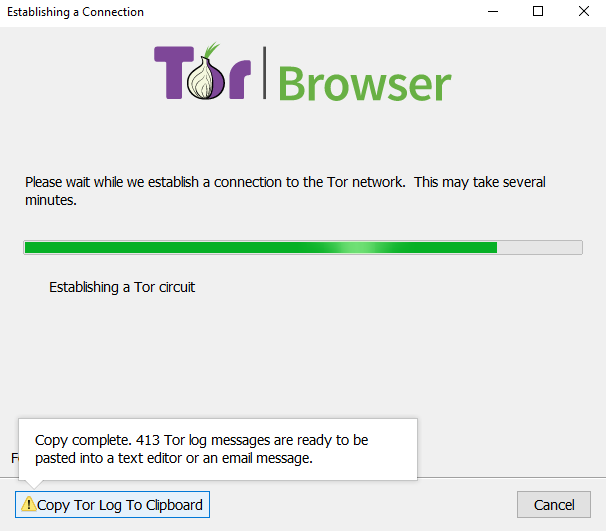 Establishing a Connection
Tor Browser
Please wait while we establish a connection to the Tor network.  This may take several
minutes.
Establishing a Tor circuit
Copy complete. 413 Tor log messages are ready to be
pasted into a text editor or an email message.
Copy Tor Log To Clipboard
Cancel